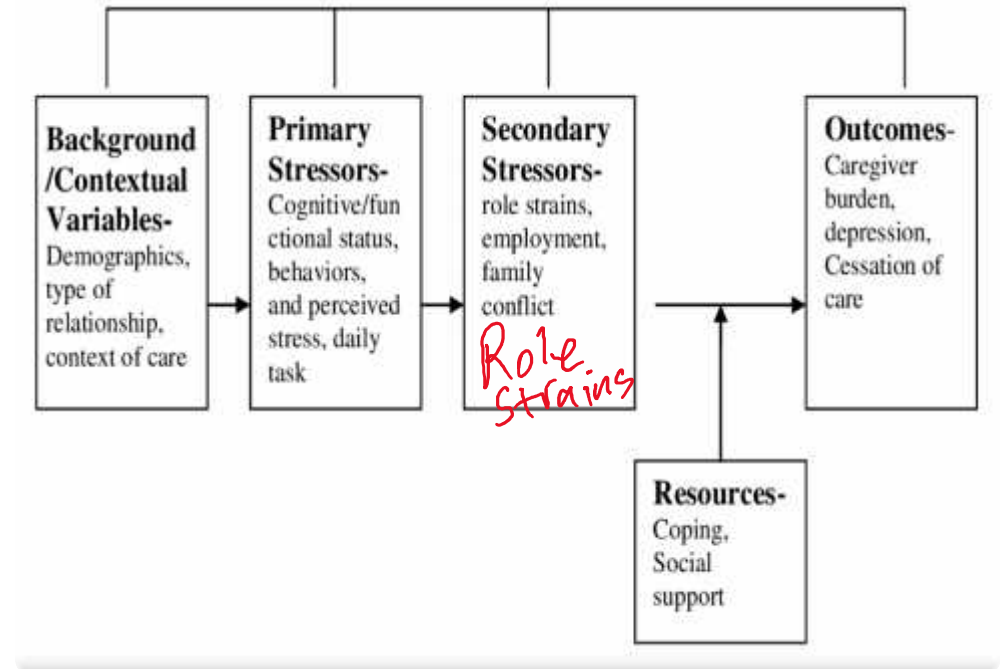 Background
/Contextual
Variables-
Demographics,
type of
relationship,
context of care
Primary
Stressors-
Cognitive/fun
ctional status,
behaviors,
and perceived
stress, daily
task
Secondary
Stressors-
role strains,
employment,
family
conflict
Role
strains
Outcomes-
Caregiver
burden,
depression,
Cessation of
care
Resources-
Coping,
Social
support